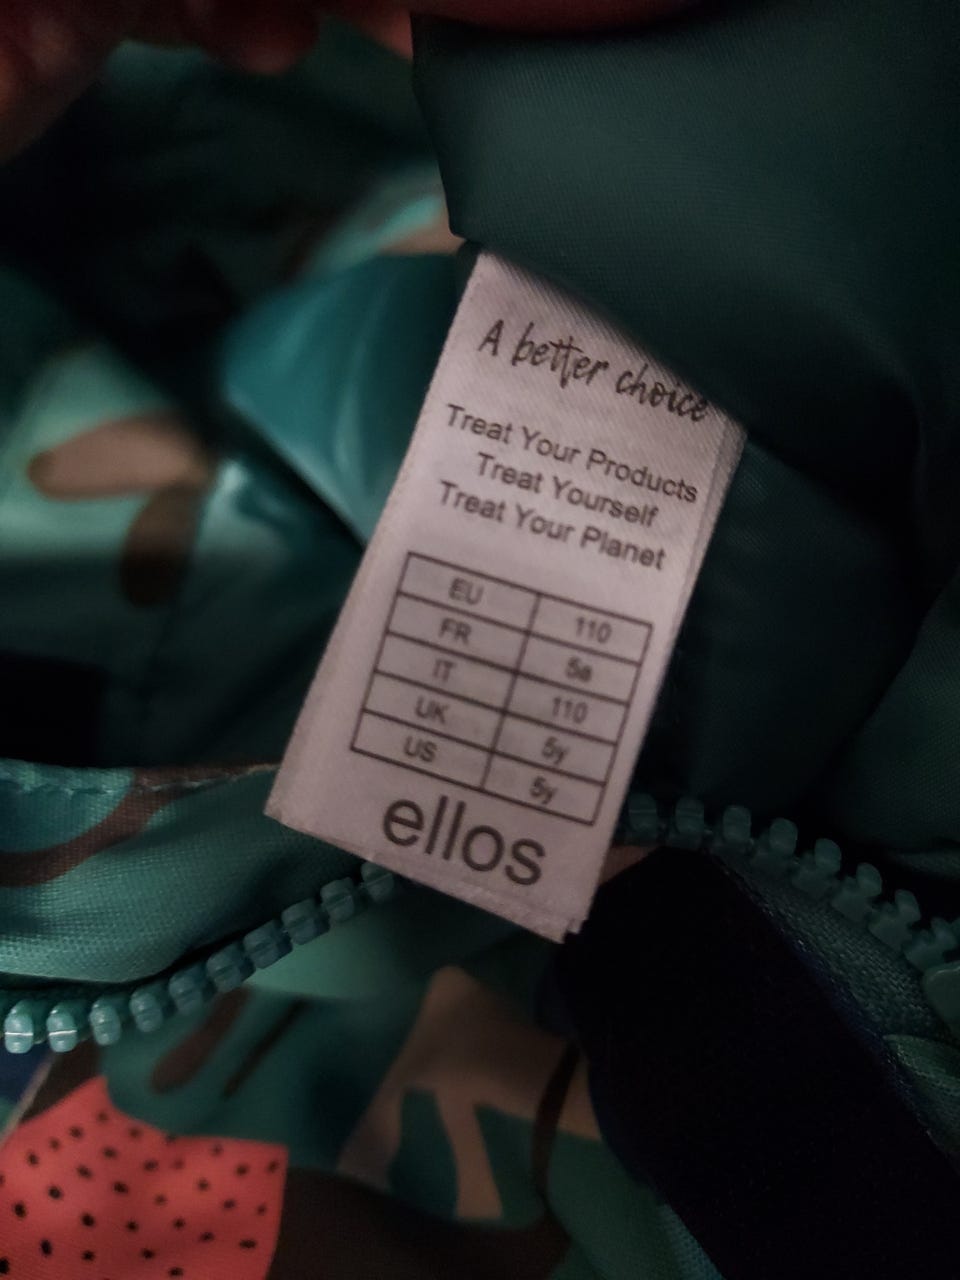 A better choice
Treat Your Products
Treat Yourself
Treat Your Planet
EU 110
FR 5a
IT 110
UK 5y
US 5y
ellos